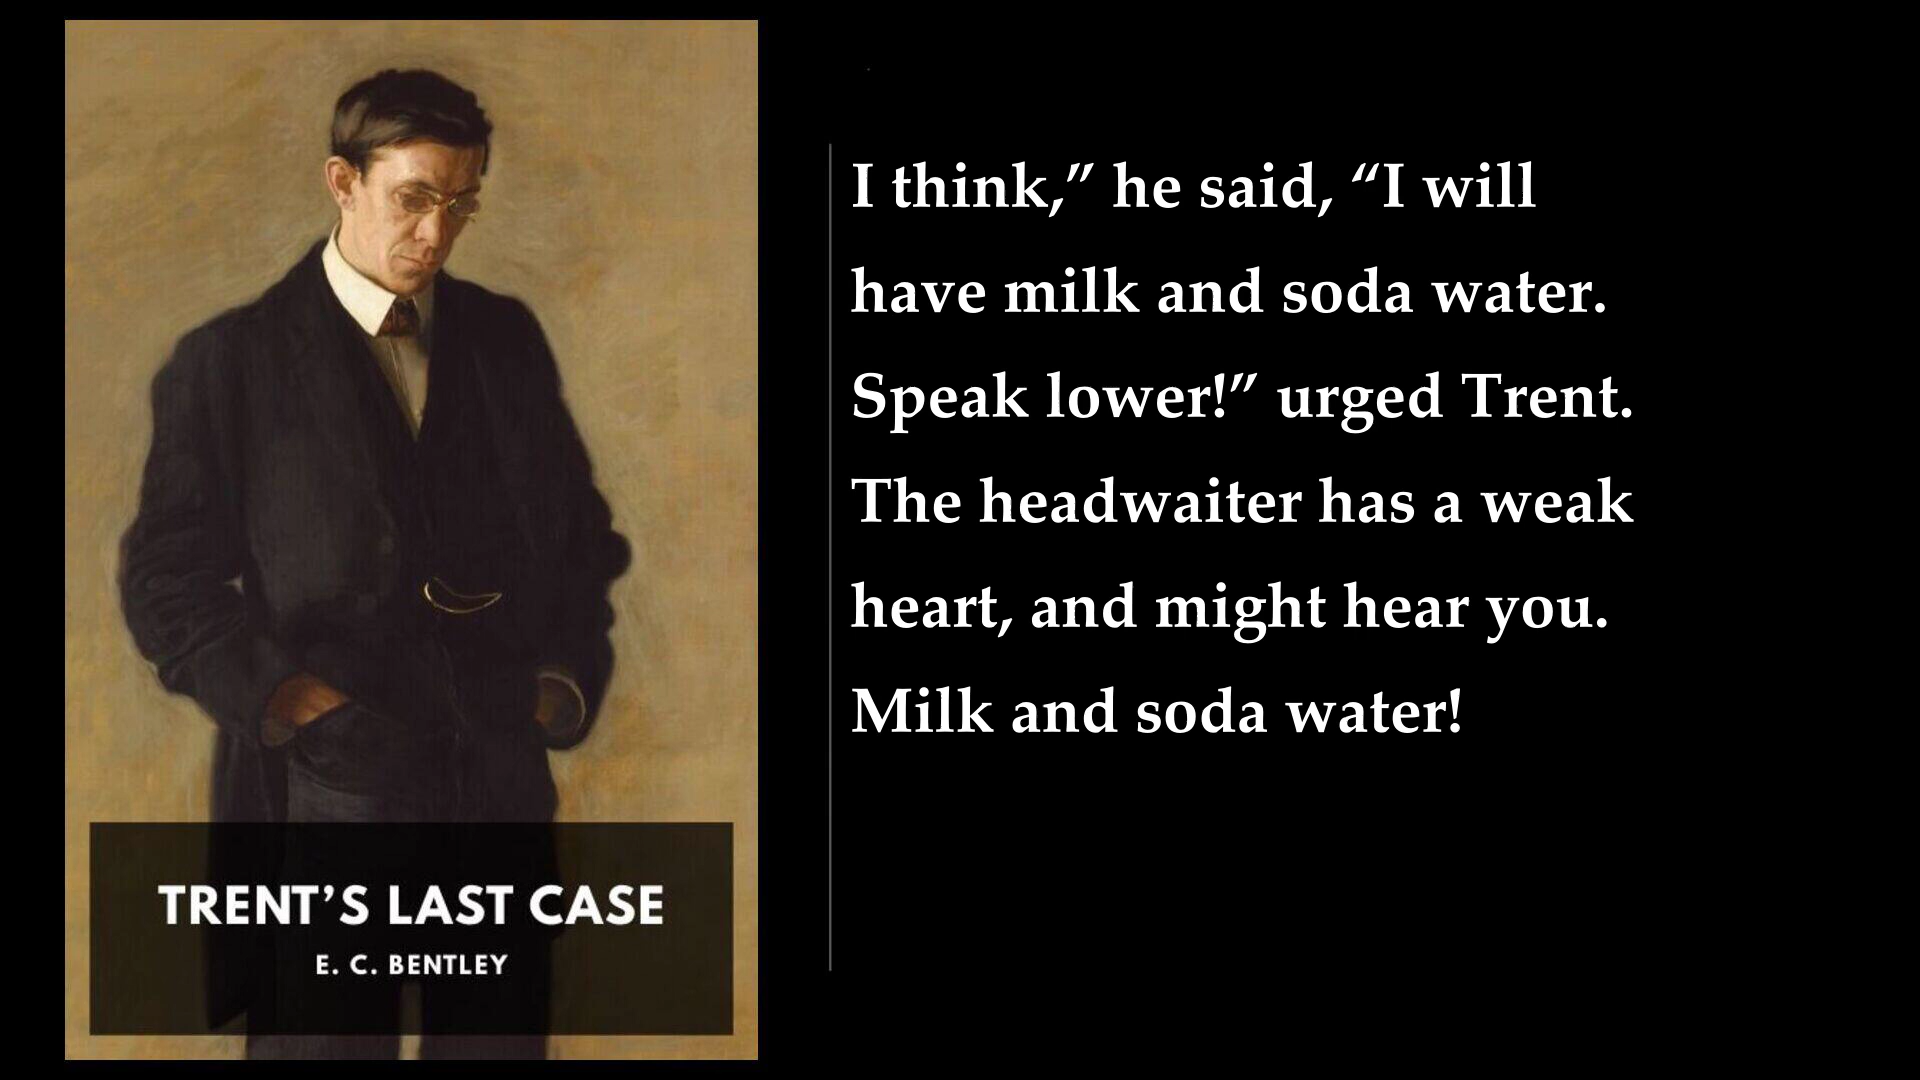 TRENT’S LAST CASE
E. C. BENTLEY
I think,” he said, “I will
have milk and soda water.
Speak lower!” urged Trent.
The headwaiter has a weak
heart, and might hear you.
Milk and soda water!